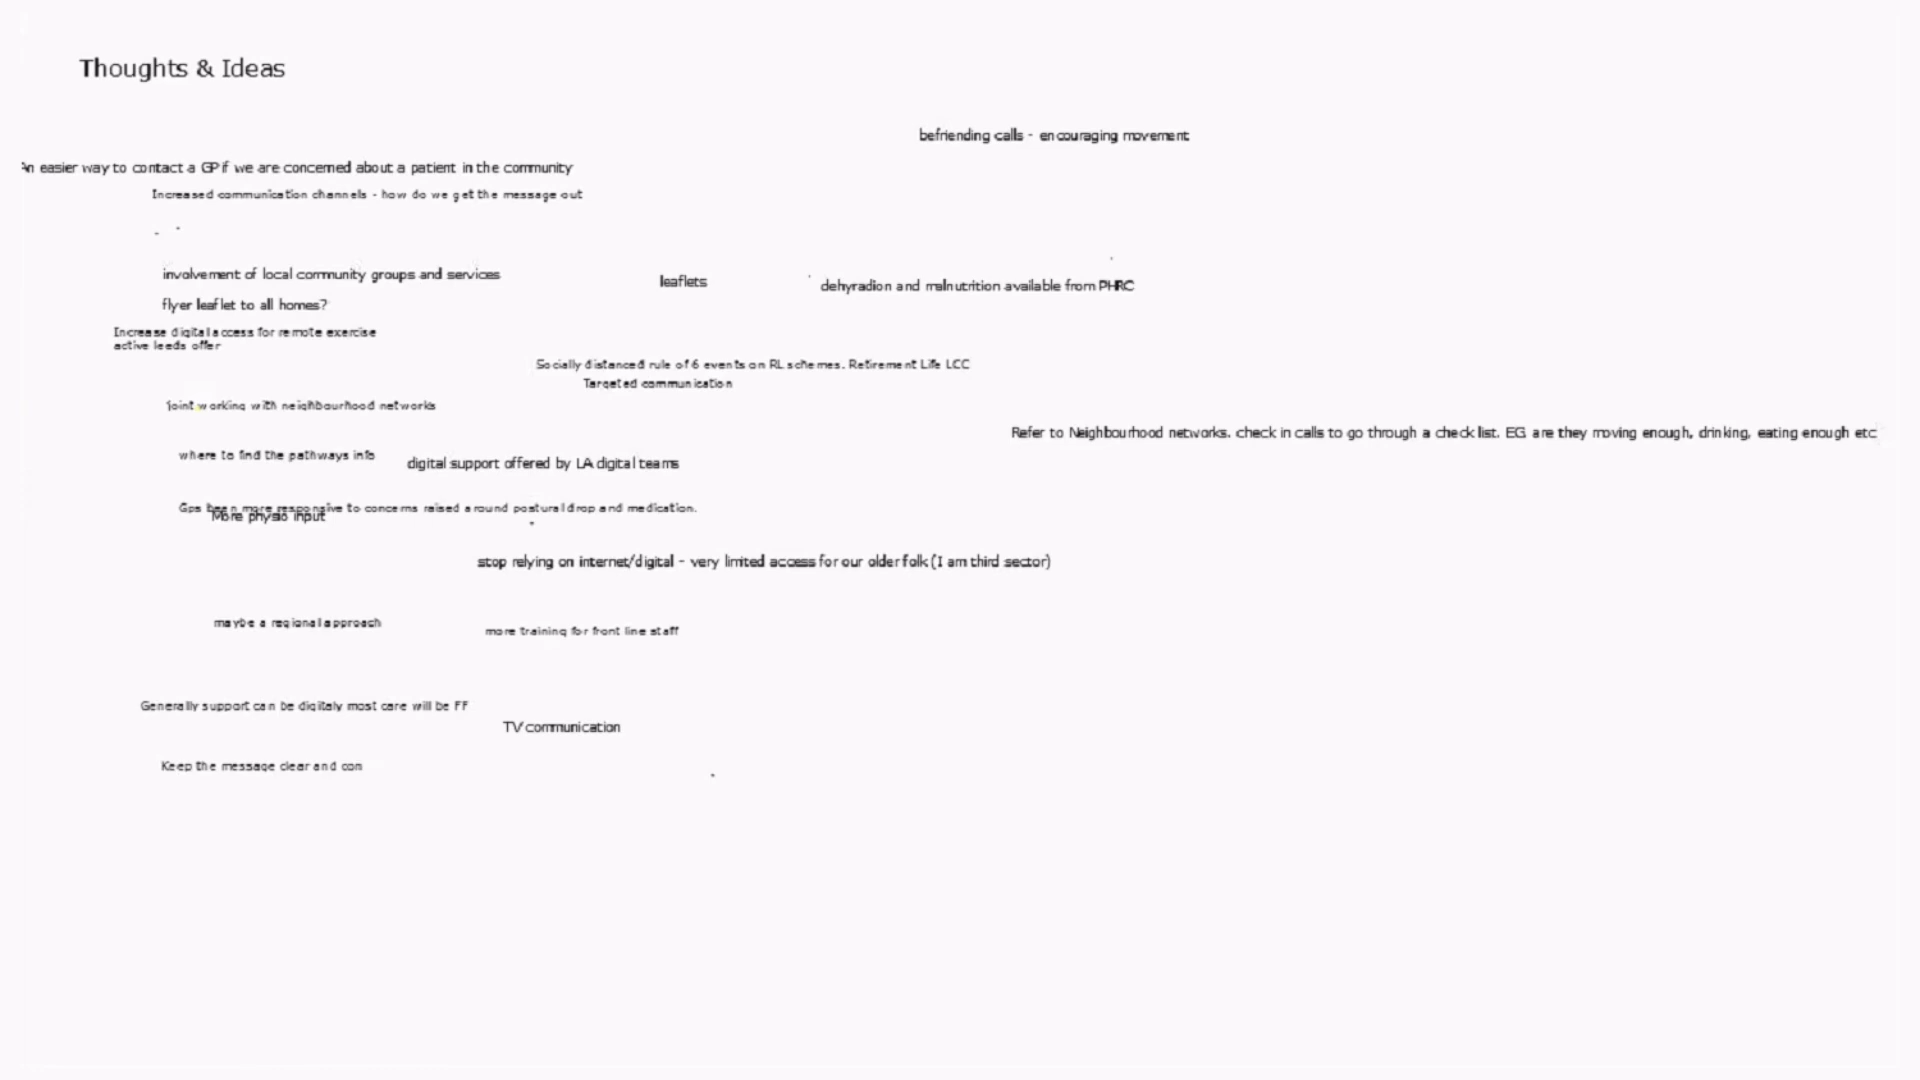 Thoughts & Ideas
befriending calls - encouraging movement
An easier way to contact a GP if we are concerned about a patient in the community
Increased communication channels - how do we get the message out
involvement of local community groups and services
leaflets
dehyradion and malnutrition available from PHRC
flyer leaflet to all homes?
Increase digital access for remote exercise
active leeds offer
Socially distanced rule of 6 events on RL schemes. Retirement Life LCC
Targeted communication
Joint working with neighbourhood networks
Refer to Neighbourhood networks. check in calls to go through a check list. EG. are they moving enough, drinking, eating enough etc
where to find the pathways info
digital support offered by LA digital teams
Gps been more responsive to concerns raised around postural drop and medication.
More physio input
stop relying on internet/digital - very limited access for our older folk (I am third sector)
maybe a regional approach
more training for front line staff
Generally support can be digitaly most care will be FF
TV communication
Keep the message clear and con